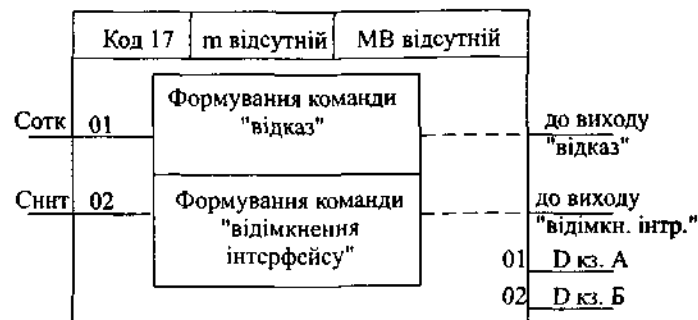 Код 17 m відсутній МВ відсутній
Формування команди
"відказ"
Сотк 01
до виходу
"відказ"
Синт 02
Формування команди
"відімкнення
інтерфейсу"
до виходу
"відімкн. інтр."
01 D кз. А
02 D кз. Б